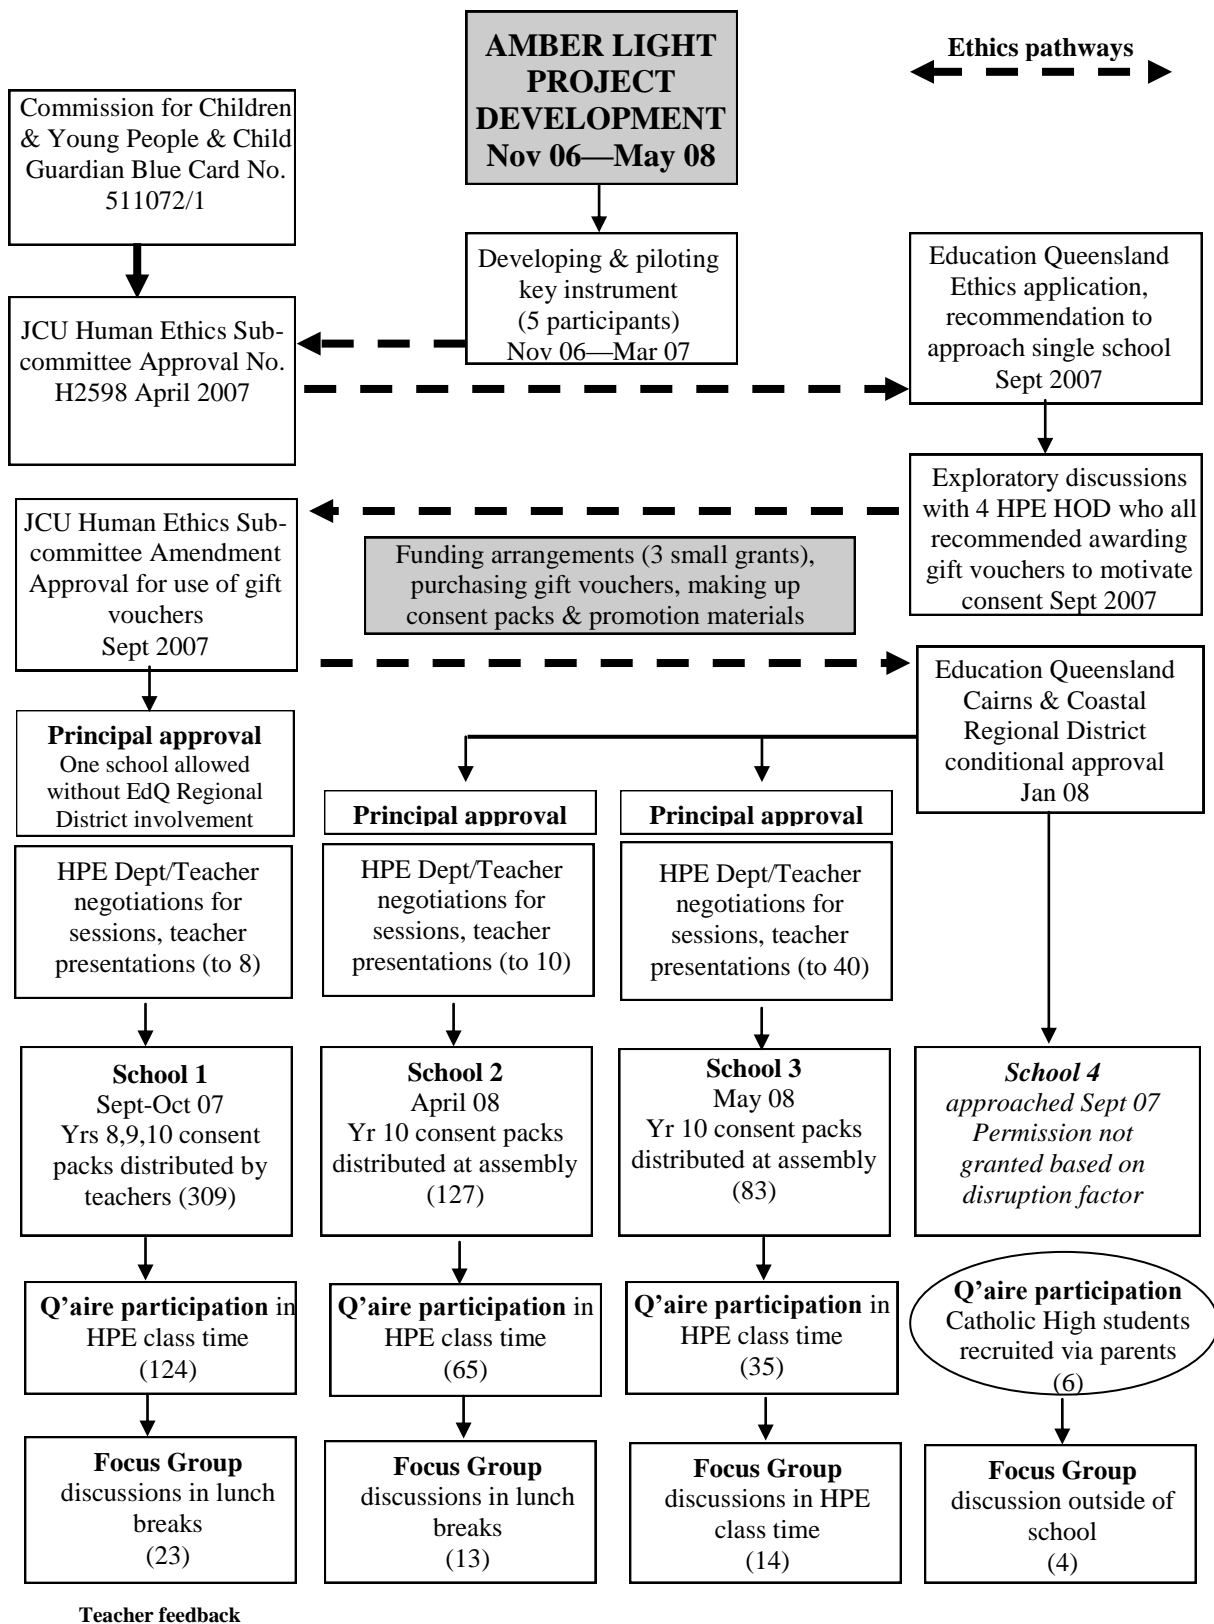 AMBER LIGHT
PROJECT
DEVELOPMENT
Nov 06—May 08
Ethics pathways
Commission for Children
& Young People & Child
Guardian Blue Card No.
511072/1
Developing & piloting
key instrument
(5 participants)
Nov 06—Mar 07
Education Queensland
Ethics application,
recommendation to
approach single school
Sept 2007
JCU Human Ethics Sub-
committee Approval No.
H2598 April 2007
Exploratory discussions
with 4 HPE HOD who all
recommended awarding
gift vouchers to motivate
consent Sept 2007
JCU Human Ethics Sub-
committee Amendment
Approval for use of gift
vouchers
Sept 2007
Funding arrangements (3 small grants),
purchasing gift vouchers, making up
consent packs & promotion materials
Education Queensland
Cairns & Coastal
Regional District
conditional approval
Jan 08
Principal approval
One school allowed
without EdQ Regional
District involvement
Principal approval
Principal approval
HPE Dept/Teacher
negotiations for
sessions, teacher
presentations (to 8)
HPE Dept/Teacher
negotiations for
sessions, teacher
presentations (to 10)
HPE Dept/Teacher
negotiations for
sessions, teacher
presentations (to 40)
School 1
Sept-Oct 07
Yrs 8,9,10 consent
packs distributed by
teachers (309)
School 2
April 08
Yr 10 consent packs
distributed at assembly
(127)
School 3
May 08
Yr 10 consent packs
distributed at assembly
(83)
School 4
approached Sept 07
Permission not
granted based on
disruption factor
Q'aire participation in
HPE class time
(124)
Q'aire participation in
HPE class time
(65)
Q'aire participation in
HPE class time
(35)
Q'aire participation
Catholic High students
recruited via parents
(6)
Focus Group
discussions in lunch
breaks
(23)
Focus Group
discussions in lunch
breaks
(13)
Focus Group
discussions in HPE
class time
(14)
Focus Group
discussion outside of
school
(4)
Teacher feedback